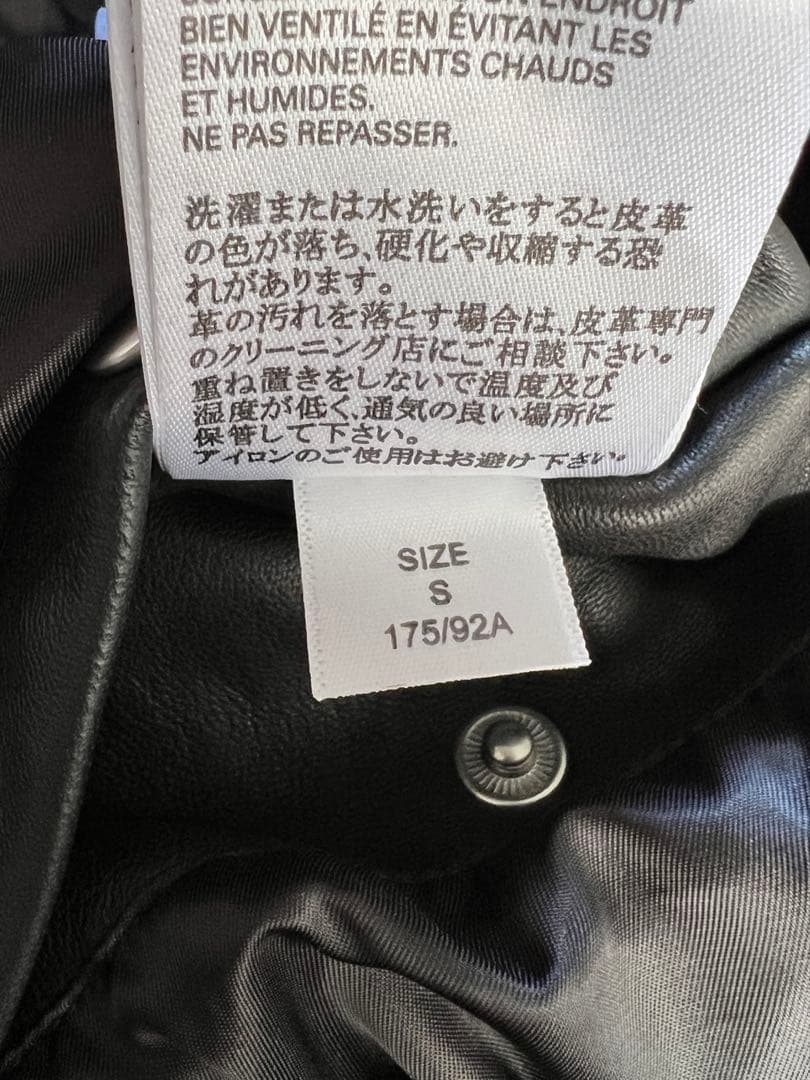 ENDROIT
BIEN VENTILÉ EN ÉVITANT LES
ENVIRONNEMENTS CHAUDS
ET HUMIDES.
NE PAS REPASSER.
洗濯または水洗いをすると皮革
の色が落ち、硬化や収縮する恐
れがあります。
革の汚れを落とす場合は、皮革専門
のクリーニング店にご相談下さい。
重ね置きをしないで温度及び
湿度が低く、通気の良い場所に
保管して下さい。
アイロンのご使用はお避け下さい。
SIZE
S
175/92A